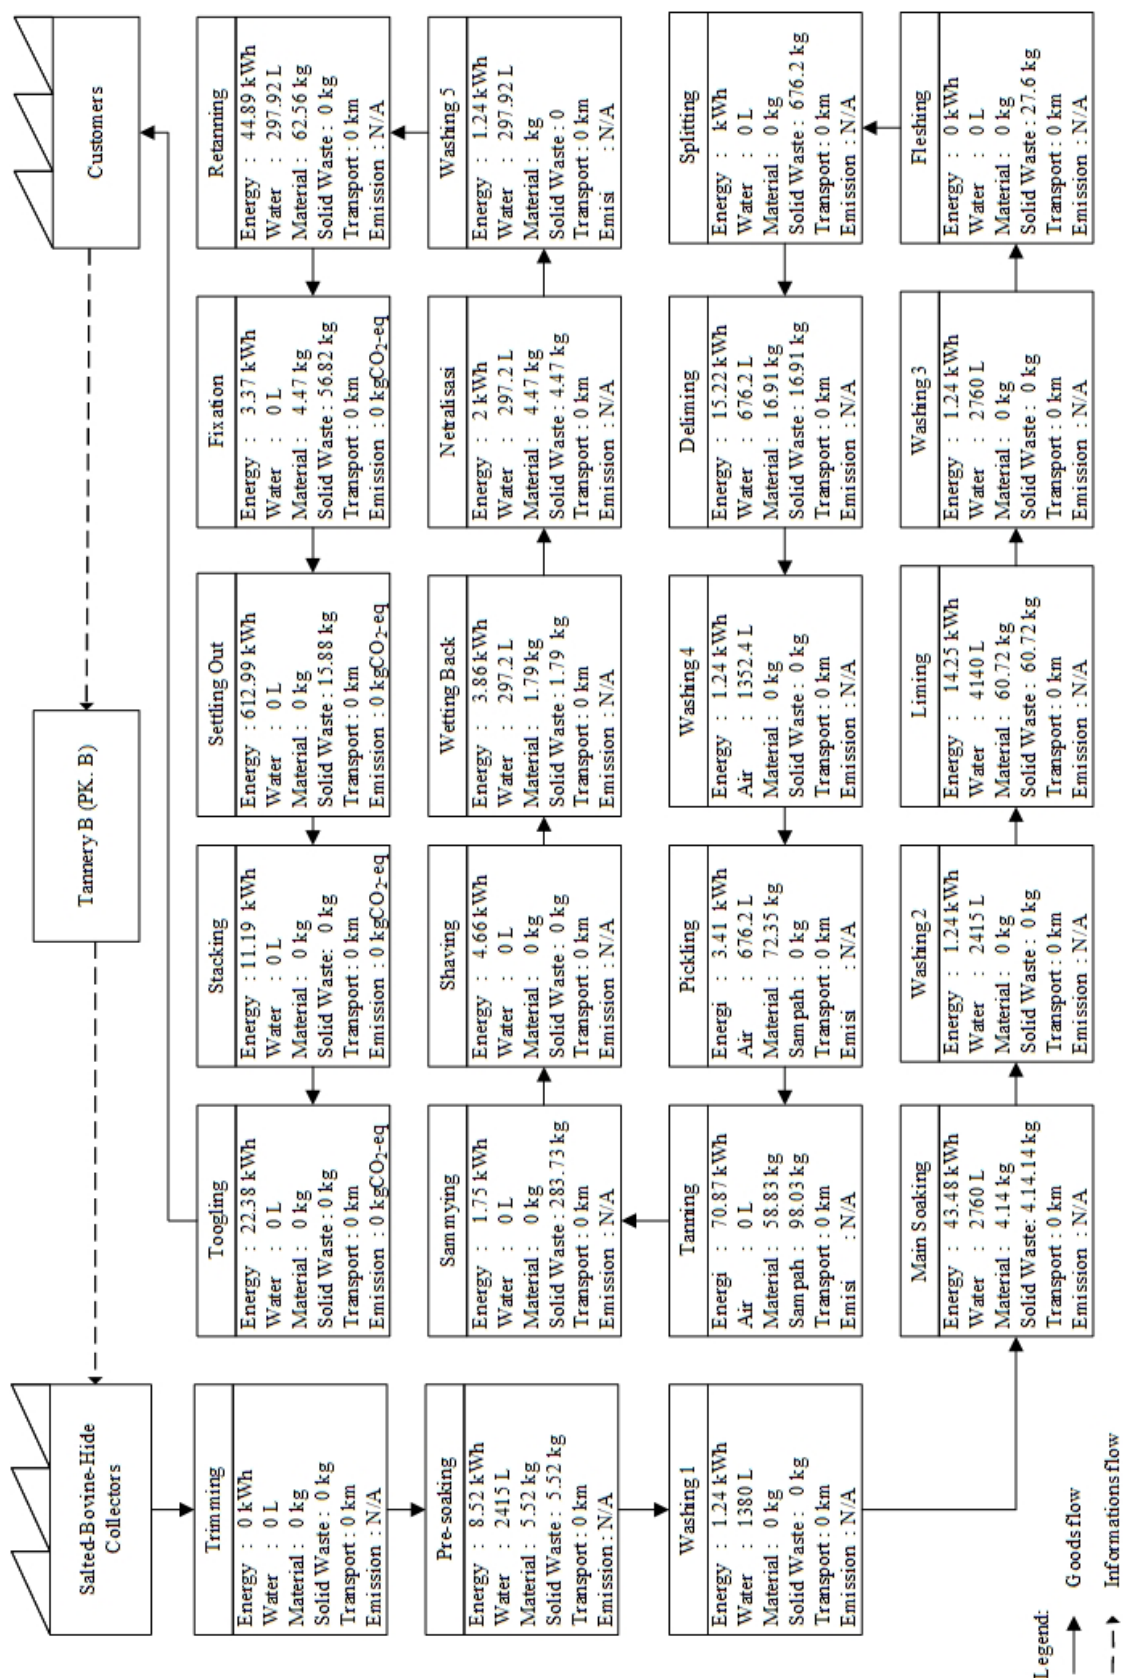 Salted-Bovine-Hide
Collectors
Tannery B (PK. B)
Customers
Trimming
Energy : 0 kWh
Water : 0 L
Material : 0 kg
Solid Waste : 0 kg
Transport : 0 km
Emission : N/A
Toogling
Energy : 22.38 kWh
Water : 0 L
Material : 0 kg
Solid Waste : 0 kg
Transport : 0 km
Emission : 0 kgCO2-eq
Stacking
Energy : 11.19 kWh
Water : 0 L
Material : 0 kg
Solid Waste: 0 kg
Transport : 0 km
Emission : 0 kgCO2-eq
Settling Out
Energy : 612.99 kWh
Water : 0 L
Material : 0 kg
Solid Waste : 15.88 kg
Transport : 0 km
Emission : 0 kgCO2-eq
Fixation
Energy : 3.37 kWh
Water : 0 L
Material : 4.47 kg
Solid Waste : 56.82 kg
Transport : 0 km
Emission : 0 kgCO2-eq
Retanning
Energy : 44.89 kWh
Water : 297.92 L
Material : 62.56 kg
Solid Waste : 0 kg
Transport : 0 km
Emission : N/A
Pre-soaking
Energy : 8.52 kWh
Water : 2415 L
Material : 5.52 kg
Solid Waste : 5.52 kg
Transport : 0 km
Emission : N/A
Sammying
Energy : 1.75 kWh
Water : 0 L
Material : 0 kg
Solid Waste : 283.73 kg
Transport : 0 km
Emission : N/A
Shaving
Energy : 4.66 kWh
Water : 0 L
Material : 0 kg
Solid Waste : 0 kg
Transport : 0 km
Emission : N/A
Wetting Back
Energy : 3.86 kWh
Water : 297.2 L
Material : 1.79 kg
Solid Waste : 1.79 kg
Transport : 0 km
Emission : N/A
Netralisasi
Energy : 2 kWh
Water : 297.2 L
Material : 4.47 kg
Solid Waste : 4.47 kg
Transport : 0 km
Emission : N/A
Washing 5
Energy : 1.24 kWh
Water : 297.92 L
Material : kg
Solid Waste : 0
Transport : 0 km
Emisi : N/A
Washing 1
Energy : 1.24 kWh
Water : 1380 L
Material : 0 kg
Solid Waste : 0 kg
Transport : 0 km
Emission : N/A
Tanning
Energi : 70.87 kWh
Air : 0 L
Material : 58.83 kg
Sampah : 98.03 kg
Transport : 0 km
Emisi : N/A
Pickling
Energi : 3.41 kWh
Air : 676.2 L
Material : 72.35 kg
Sampah : 0 kg
Transport : 0 km
Emisi : N/A
Washing 4
Energy : 1.24 kWh
Air : 1352.4 L
Material : 0 kg
Solid Waste : 0 kg
Transport : 0 km
Emission : N/A
Deliming
Energy : 15.22 kWh
Water : 676.2 L
Material : 16.91 kg
Solid Waste : 16.91 kg
Transport : 0 km
Emission : N/A
Splitting
Energy : kWh
Water : 0 L
Material : 0 kg
Solid Waste : 676.2 kg
Transport : 0 km
Emission : N/A
Main Soaking
Energy : 43.48 kWh
Water : 2760 L
Material : 4.14 kg
Solid Waste: 4.14.14 kg
Transport : 0 km
Emission : N/A
Washing 2
Energy : 1.24 kWh
Water : 2415 L
Material : 0 kg
Solid Waste : 0 kg
Transport : 0 km
Emission : N/A
Liming
Energy : 14.25 kWh
Water : 4140 L
Material : 60.72 kg
Solid Waste : 60.72 kg
Transport : 0 km
Emission : N/A
Washing 3
Energy : 1.24 kWh
Water : 2760 L
Material : 0 kg
Solid Waste : 0 kg
Transport : 0 km
Emission : N/A
Fleshing
Energy : 0 kWh
Water : 0 L
Material : 0 kg
Solid Waste : 27.6 kg
Transport : 0 km
Emission : N/A
Legend:
Goods flow
Informations flow